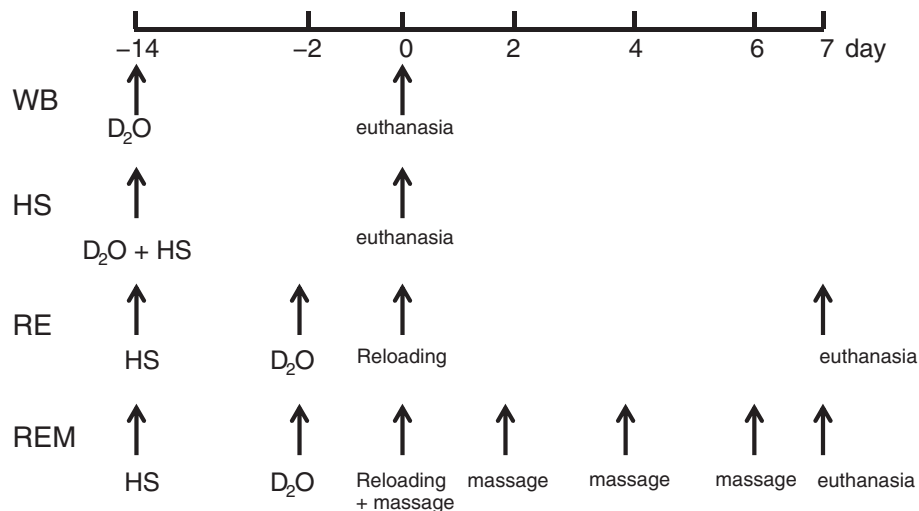 −14 −2 0 2 4 6 7 day
WB
D₂O euthanasia
HS
D₂O + HS euthanasia
RE
HS D₂O Reloading euthanasia
REM
HS D₂O Reloading massage massage massage euthanasia
+ massage